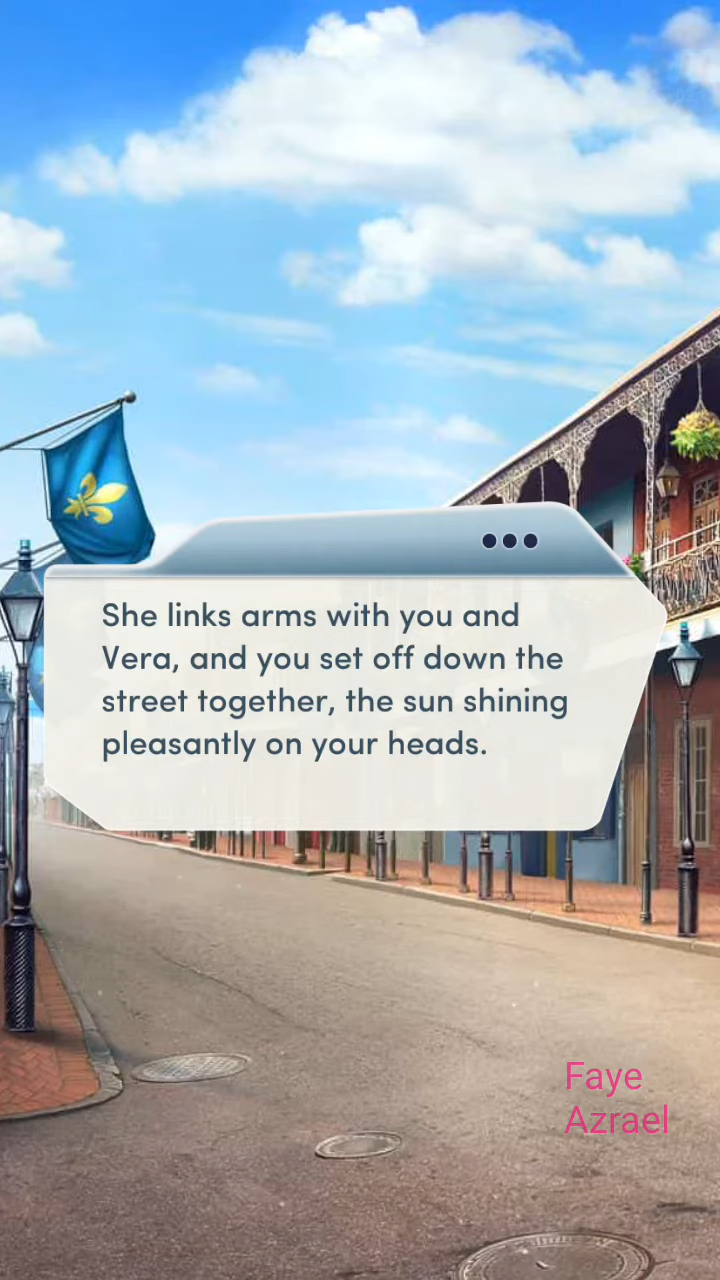 She links arms with you and
Vera, and you set off down the
street together, the sun shining
pleasantly on your heads.
Faye
Azrael